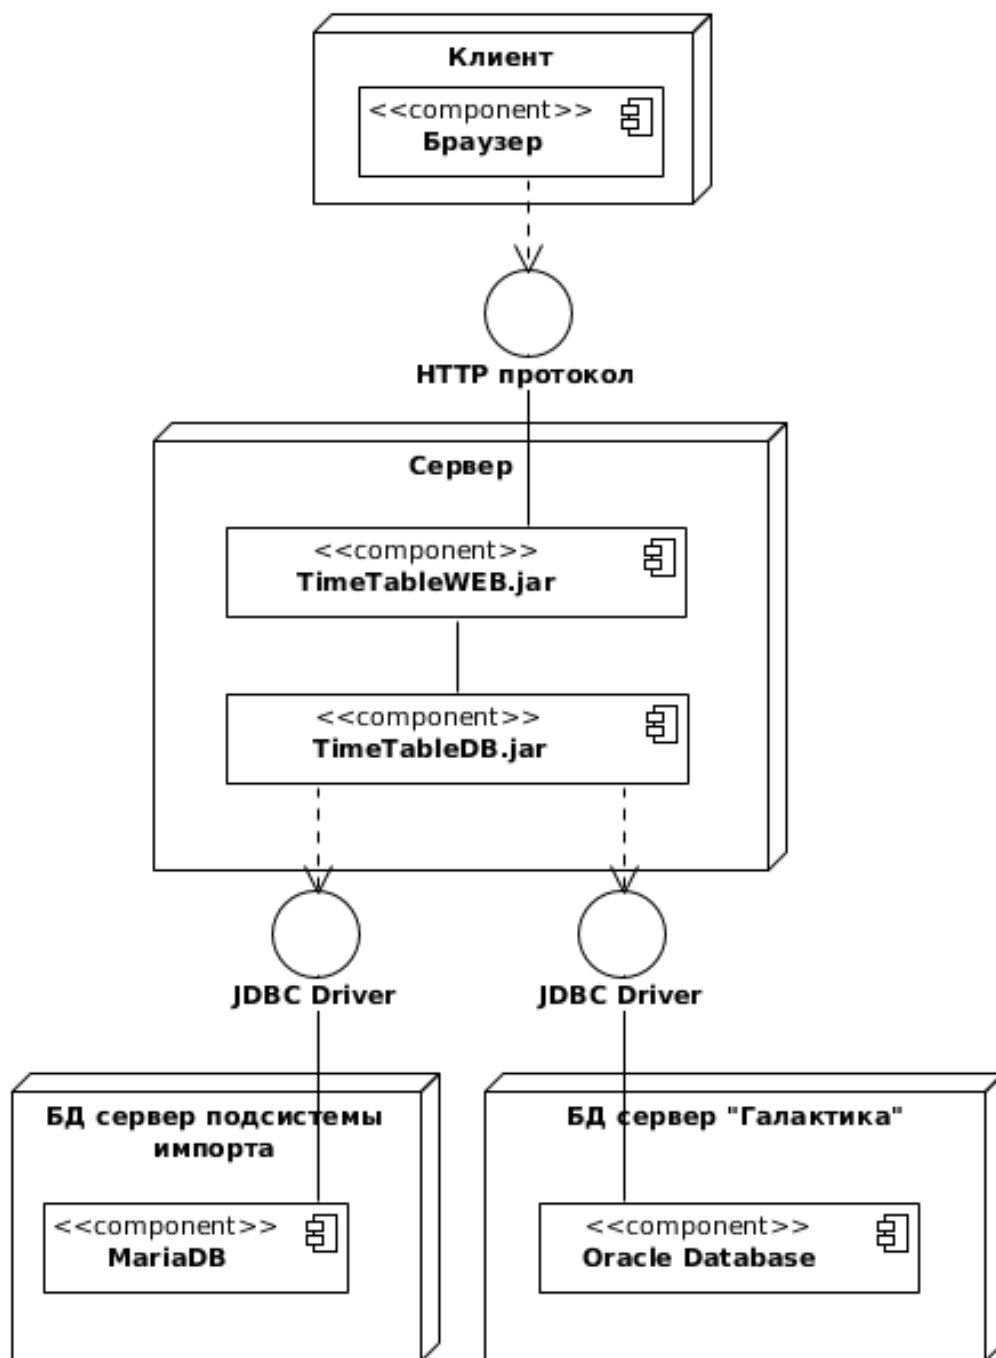 Клиент
<<component>>
Браузер
HTTP протокол
Сервер
<<component>>
TimeTableWEB.jar
<<component>>
TimeTableDB.jar
JDBC Driver
JDBC Driver
БД сервер подсистемы
импорта
<<component>>
MariaDB
БД сервер "Галактика"
<<component>>
Oracle Database